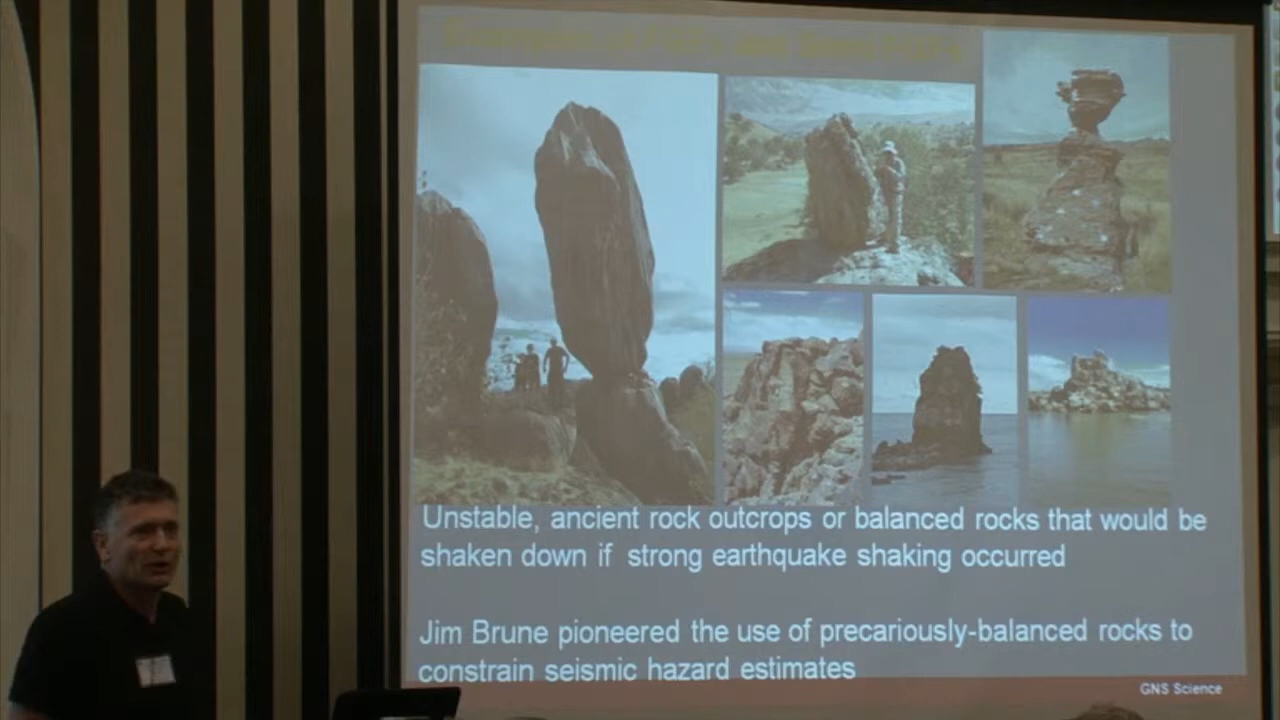 Unstable, ancient rock outcrops or balanced rocks that would be
shaken down if strong earthquake shaking occurred
Jim Brune pioneered the use of precariously-balanced rocks to
constrain seismic hazard estimates
GNS Science